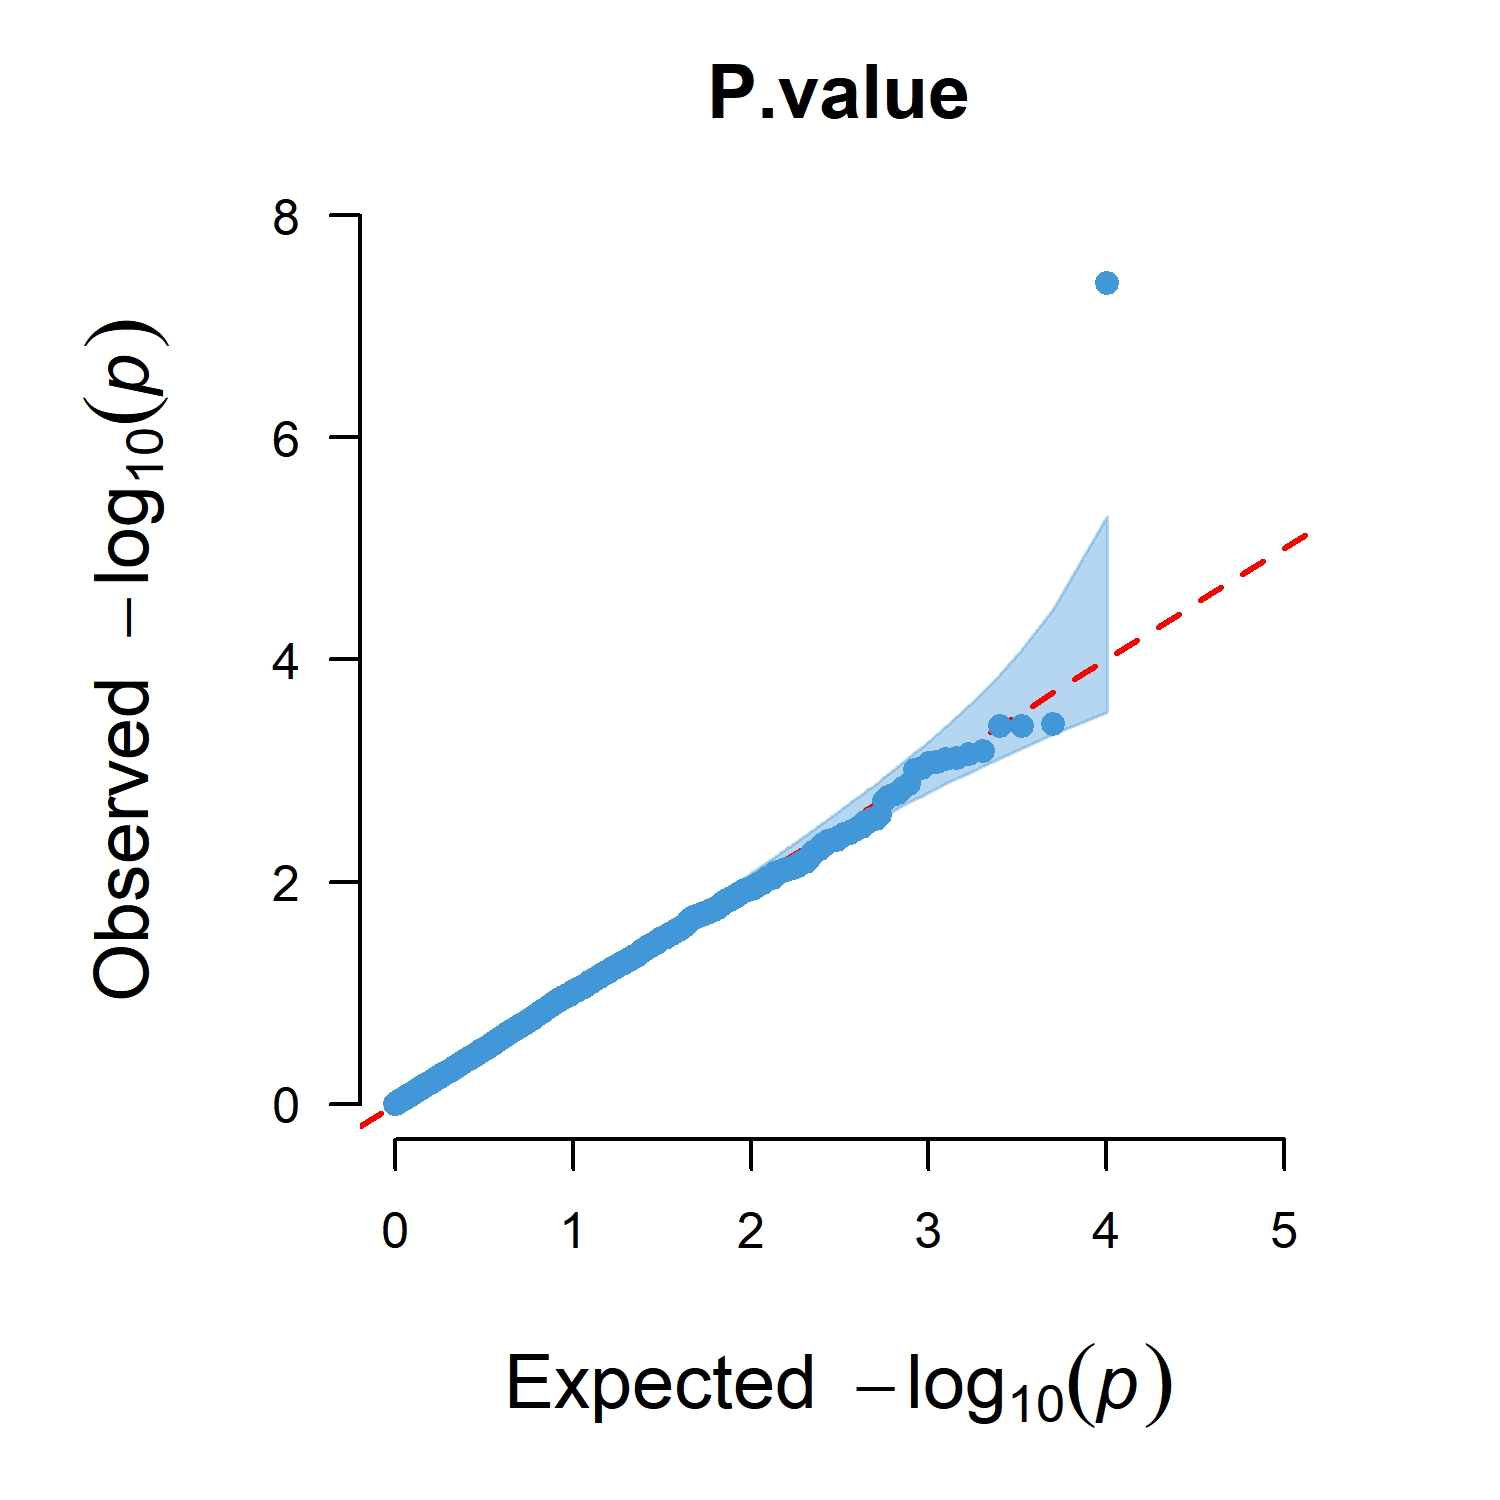 P.value
8
6
4
2
0
Observed −log10(p)
0 1 2 3 4 5
Expected −log10(p)